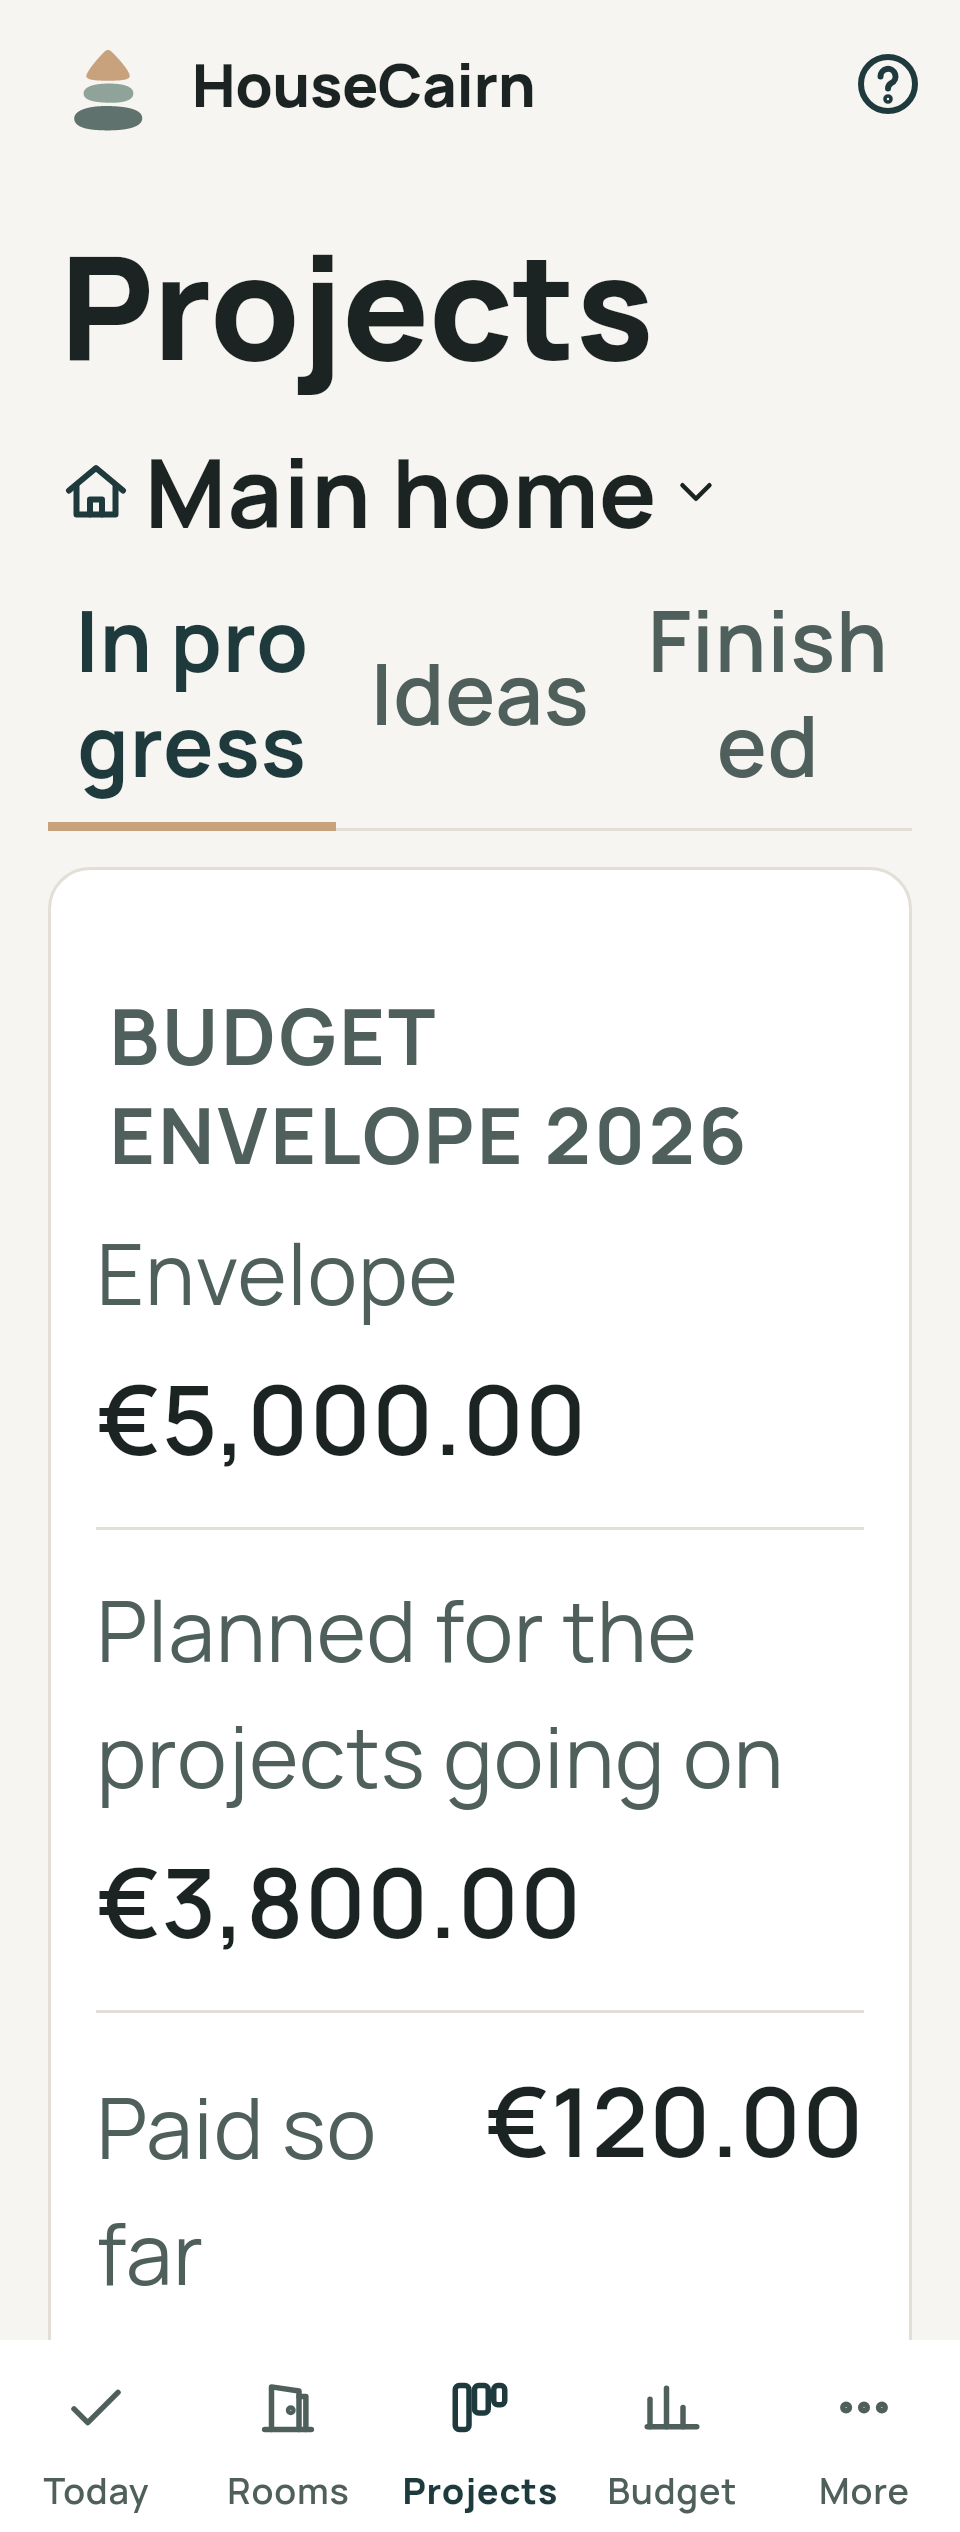 HouseCairn
Projects
Main home
In pro
gress
Ideas
Finish
ed
BUDGET
ENVELOPE 2026
Envelope
€5,000.00
Planned for the
projects going on
€3,800.00
Paid so
far
€120.00
Today
Rooms
Projects
Budget
More